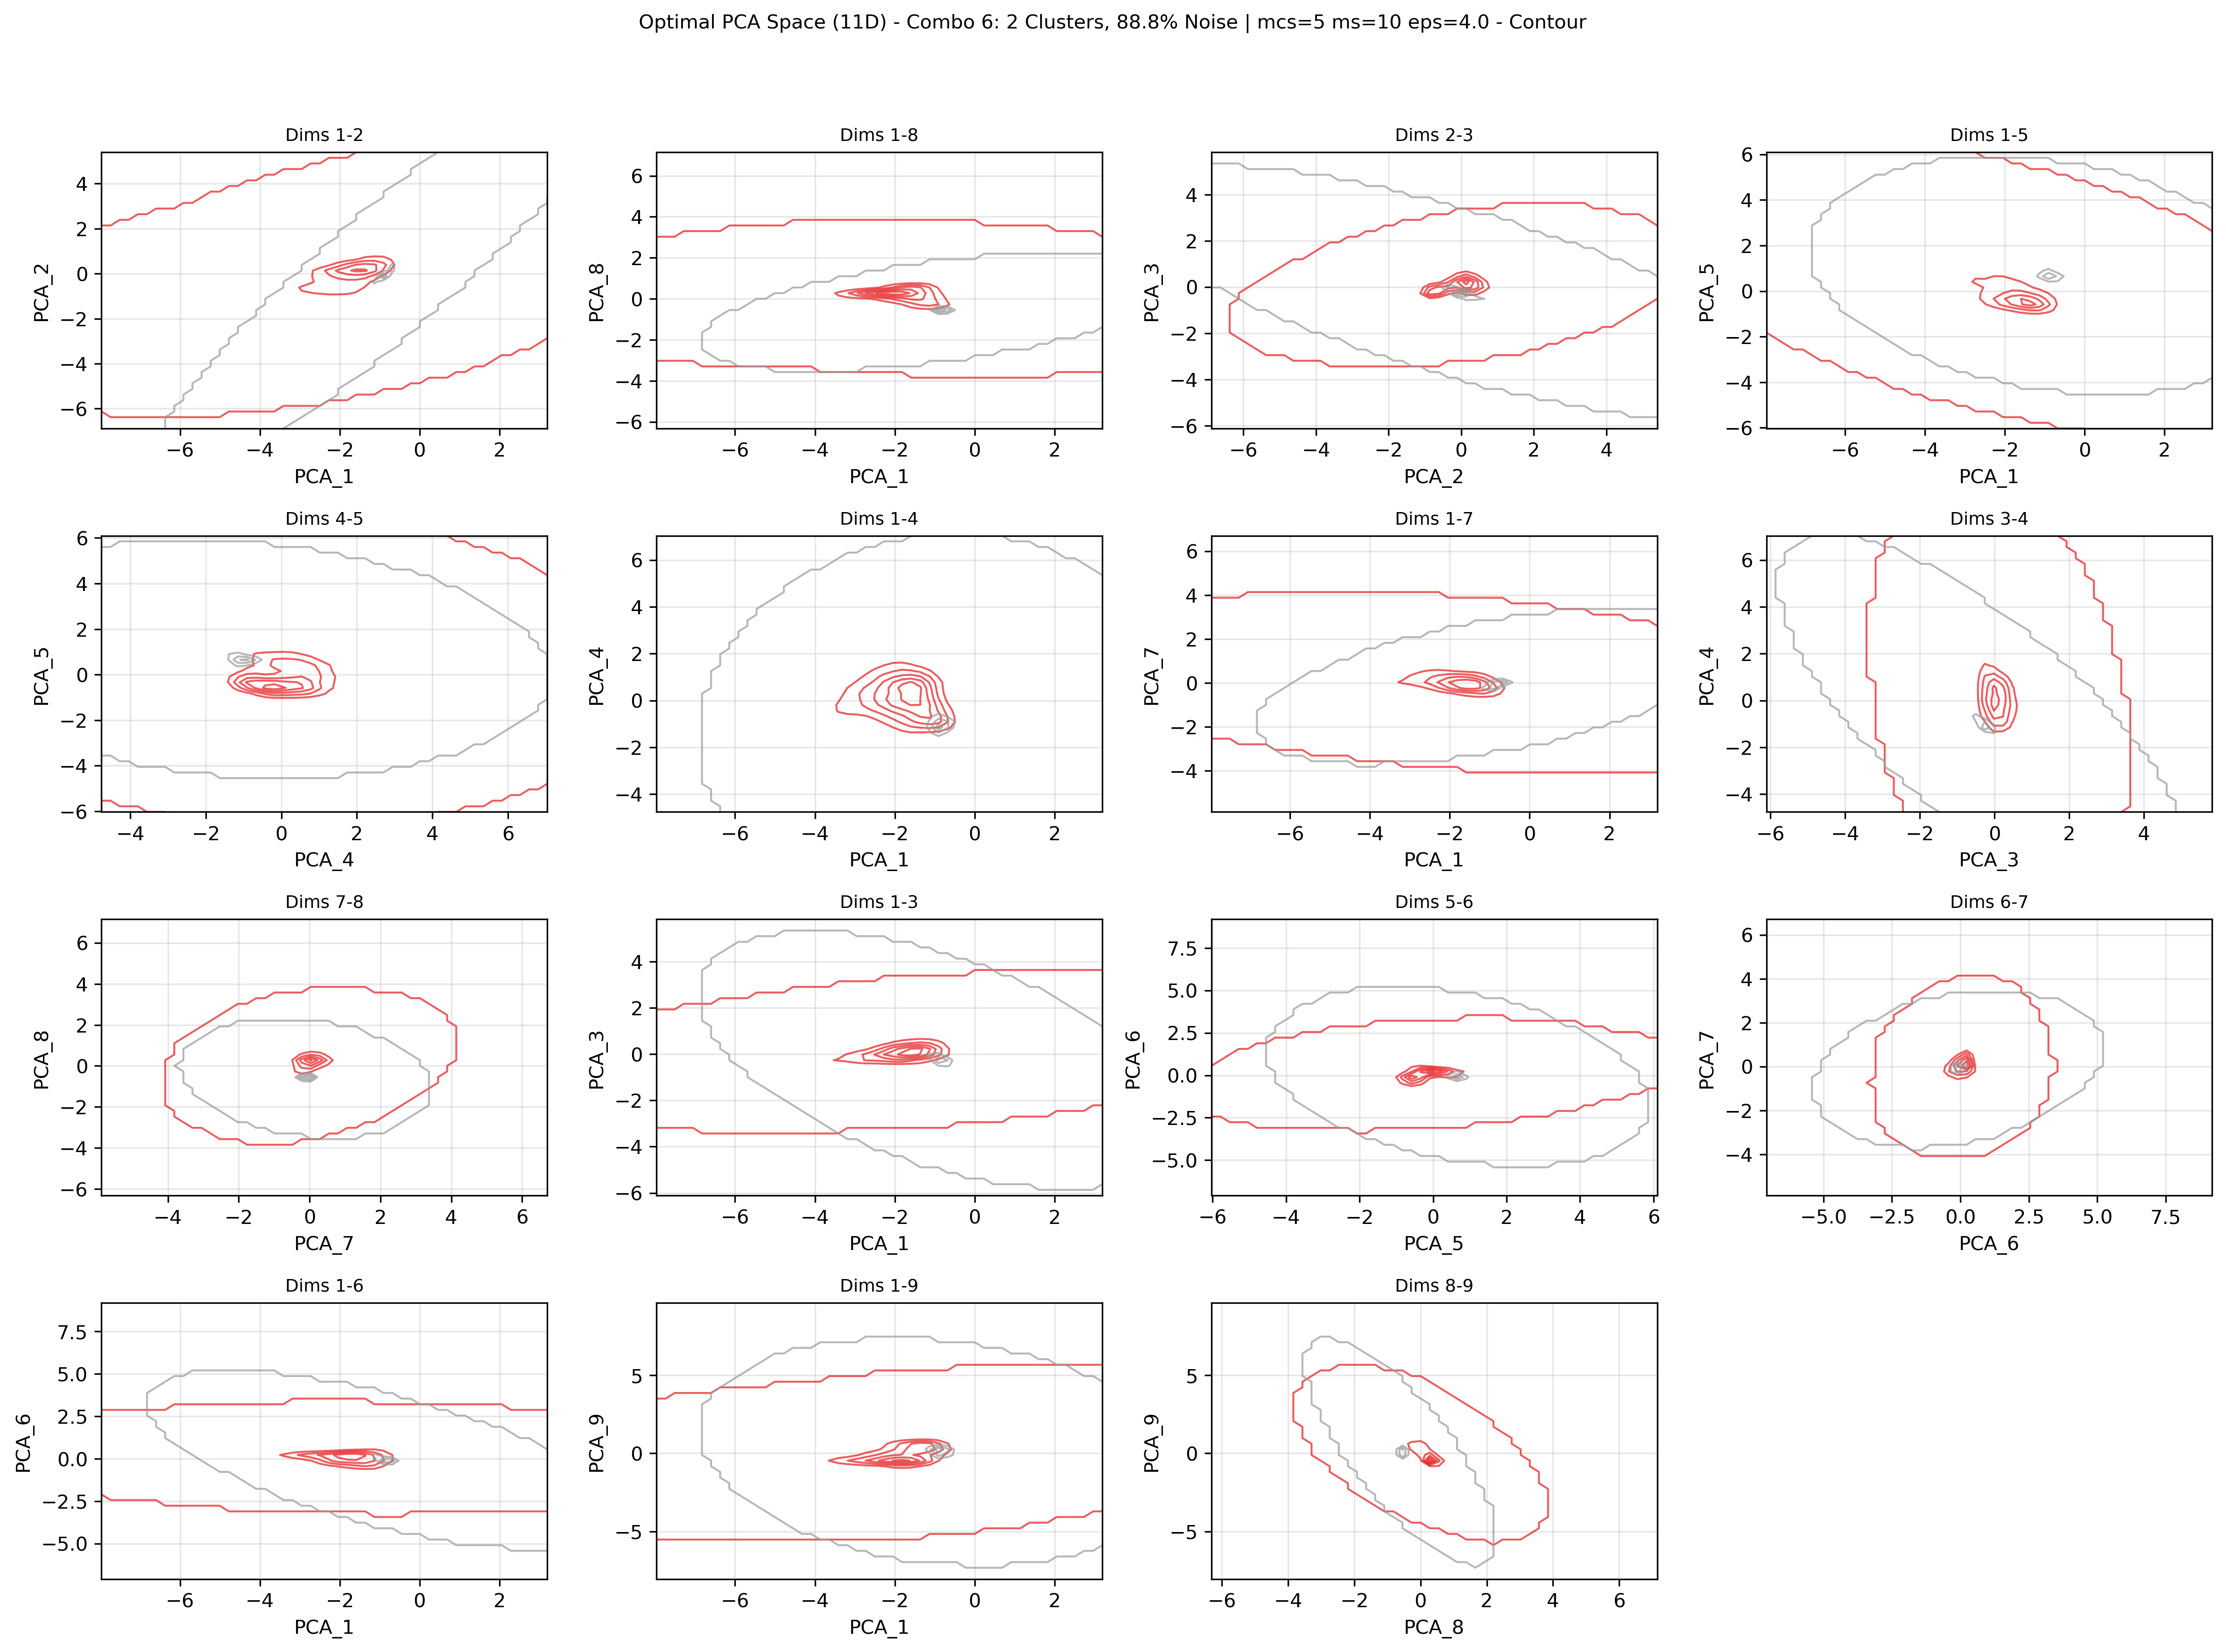 Optimal PCA Space (11D) - Combo 6: 2 Clusters, 88.8% Noise | mcs=5 ms=10 eps=4.0 - Contour
Dims 1-2
4
2
0
−2
−4
−6
PCA_2
−6 −4 −2 0 2
PCA_1
Dims 1-8
6
4
2
0
−2
−4
−6
PCA_8
−6 −4 −2 0 2
PCA_1
Dims 2-3
4
2
0
−2
−4
−6
PCA_3
−6 −4 −2 0 2 4
PCA_2
Dims 1-5
6
4
2
0
−2
−4
−6
PCA_5
−6 −4 −2 0 2
PCA_1
Dims 4-5
6
4
2
0
−2
−4
−6
PCA_5
−4 −2 0 2 4 6
PCA_4
Dims 1-4
6
4
2
0
−2
−4
PCA_4
−6 −4 −2 0 2
PCA_1
Dims 1-7
6
4
2
0
−2
−4
PCA_7
−6 −4 −2 0 2
PCA_1
Dims 3-4
6
4
2
0
−2
−4
PCA_4
−6 −4 −2 0 2 4
PCA_3
Dims 7-8
6
4
2
0
−2
−4
−6
PCA_8
−4 −2 0 2 4 6
PCA_7
Dims 1-3
4
2
0
−2
−4
−6
PCA_3
−6 −4 −2 0 2
PCA_1
Dims 5-6
7.5
5.0
2.5
0.0
−2.5
−5.0
PCA_6
−6 −4 −2 0 2 4 6
PCA_5
Dims 6-7
6
4
2
0
−2
−4
PCA_7
−5.0 −2.5 0.0 2.5 5.0 7.5
PCA_6
Dims 1-6
7.5
5.0
2.5
0.0
−2.5
−5.0
PCA_6
−6 −4 −2 0 2
PCA_1
Dims 1-9
5
0
−5
PCA_9
−6 −4 −2 0 2
PCA_1
Dims 8-9
5
0
−5
PCA_9
−6 −4 −2 0 2 4 6
PCA_8